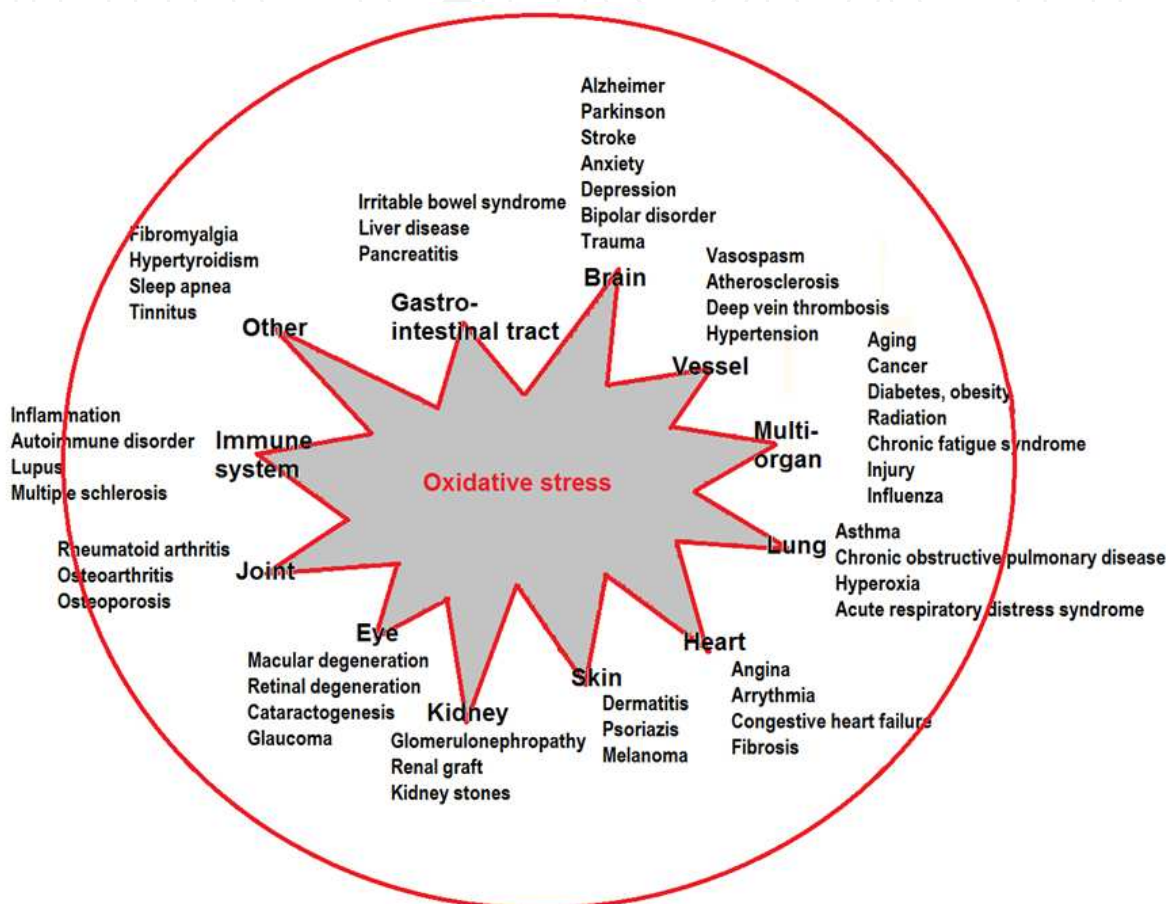 Alzheimer
Parkinson
Stroke
Anxiety
Depression
Bipolar disorder
Trauma
Brain
Irritable bowel syndrome
Liver disease
Pancreatitis
Gastro-
intestinal tract
Fibromyalgia
Hypertyroidism
Sleep apnea
Tinnitus
Other
Vasospasm
Atherosclerosis
Deep vein thrombosis
Hypertension
Vessel
Aging
Cancer
Diabetes, obesity
Radiation
Chronic fatigue syndrome
Injury
Influenza
Multi-
organ
Inflammation
Autoimmune disorder
Lupus
Multiple schlerosis
Immune
system
Oxidative stress
Lung
Asthma
Chronic obstructive pulmonary disease
Hyperoxia
Acute respiratory distress syndrome
Rheumatoid arthritis
Osteoarthritis
Osteoporosis
Joint
Eye
Macular degeneration
Retinal degeneration
Cataractogenesis
Glaucoma
Kidney
Glomerulonephropathy
Renal graft
Kidney stones
Skin
Dermatitis
Psoriazis
Melanoma
Heart
Angina
Arrythmia
Congestive heart failure
Fibrosis